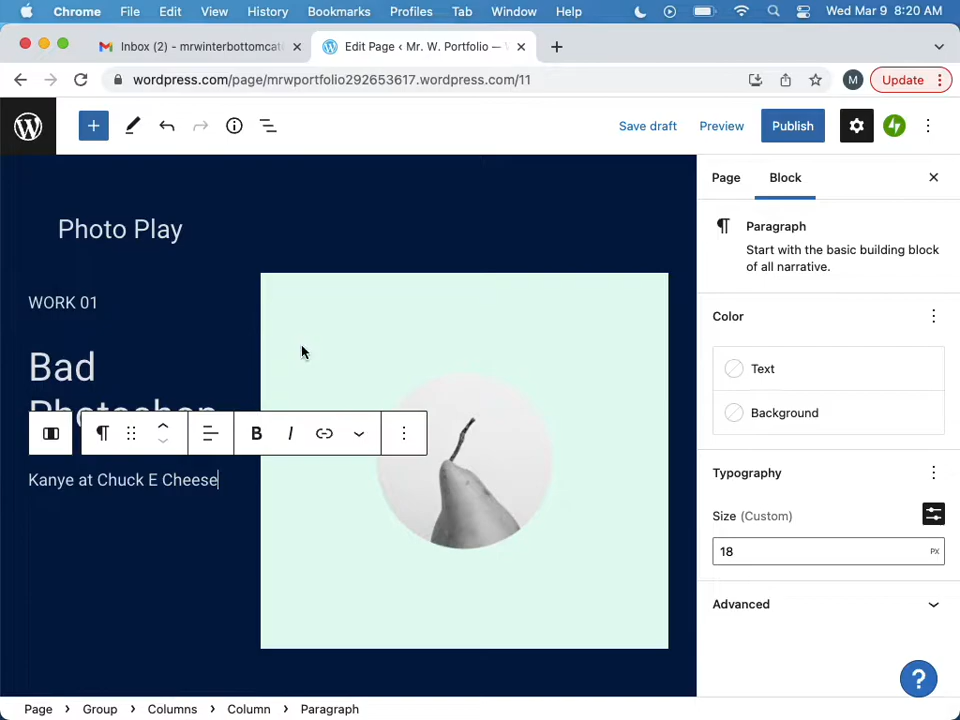 Chrome File Edit View History Bookmarks Profiles Tab Window Help Wed Mar 9 8:20 AM
Inbox (2) - mrwinterbottomcat Edit Page ‹ Mr. W. Portfolio —
wordpress.com/page/mrwportfolio292653617.wordpress.com/11 M Update
Save draft Preview Publish
Page Block
Photo Play
WORK 01
Bad
Photoshop
B I
Kanye at Chuck E Cheese
Paragraph
Start with the basic building block
of all narrative.
Color
Text
Background
Typography
Size (Custom)
18 PX
Advanced
?
Page > Group > Columns > Column > Paragraph